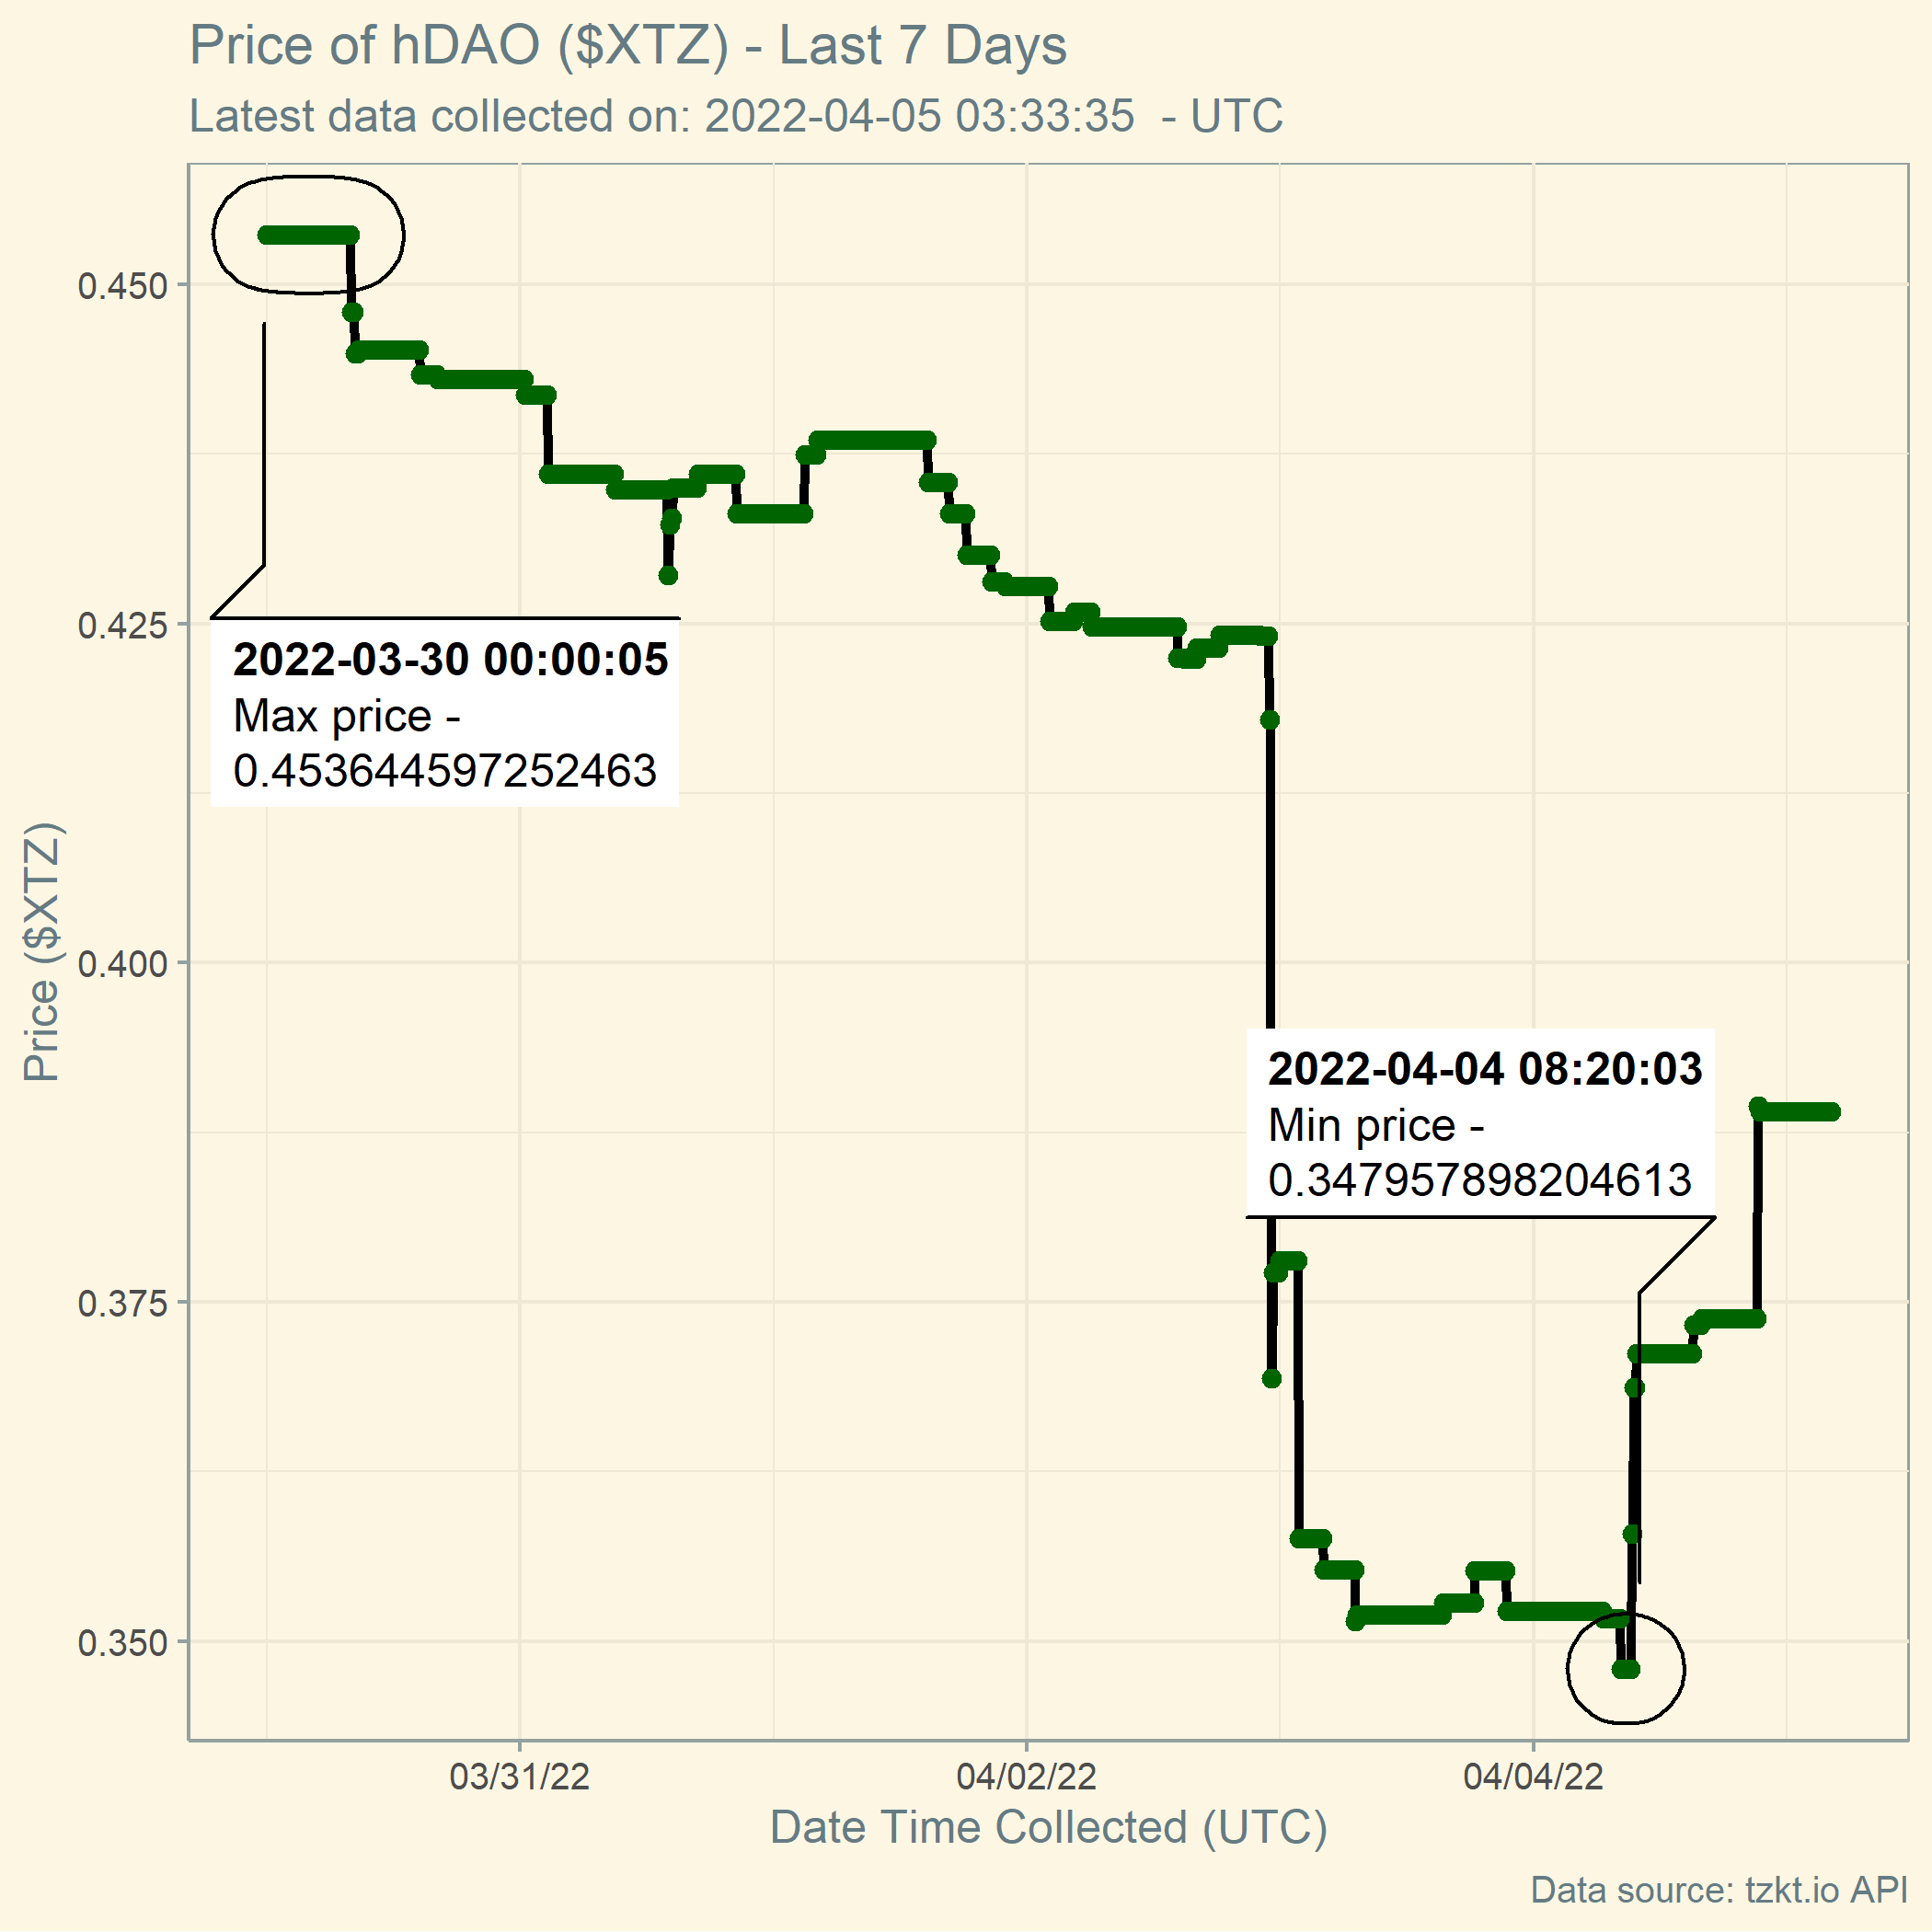 Price of hDAO ($XTZ) - Last 7 Days
Latest data collected on: 2022-04-05 03:33:35  - UTC
Price ($XTZ)
0.450
0.425
0.400
0.375
0.350
2022-03-30 00:00:05
Max price -
0.453644597252463
2022-04-04 08:20:03
Min price -
0.347957898204613
03/31/22
04/02/22
04/04/22
Date Time Collected (UTC)
Data source: tzkt.io API